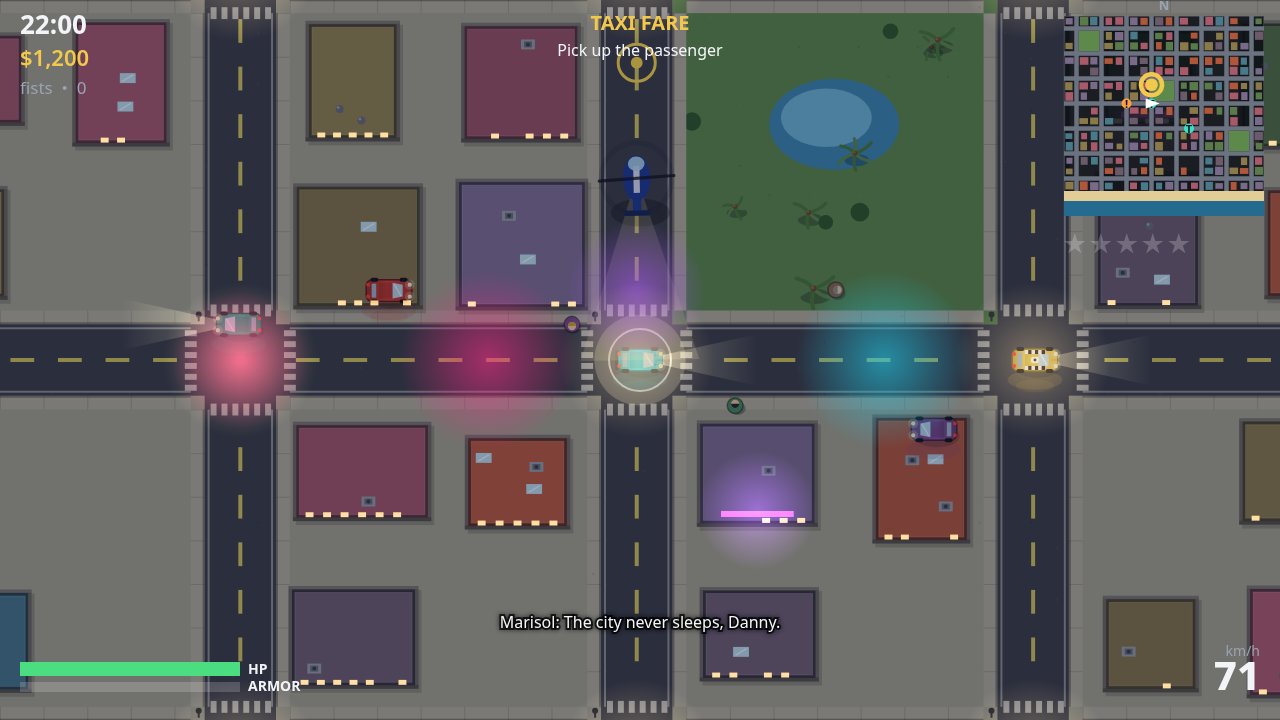 22:00
$1,200
fists • 0
TAXI FARE
Pick up the passenger
N
Marisol: The city never sleeps, Danny.
HP
ARMOR
km/h
71